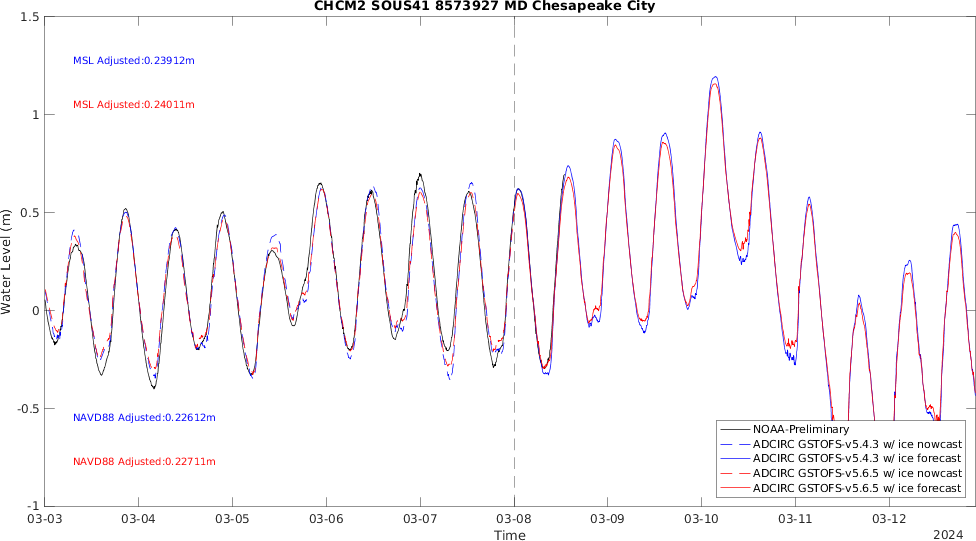 CHCM2 SOUS41 8573927 MD Chesapeake City
1.5
1
0.5
0
-0.5
-1
Water Level (m)
MSL Adjusted:0.23912m
MSL Adjusted:0.24011m
NAVD88 Adjusted:0.22612m
NAVD88 Adjusted:0.22711m
NOAA-Preliminary
ADCIRC GSTOFS-v5.4.3 w/ ice nowcast
ADCIRC GSTOFS-v5.4.3 w/ ice forecast
ADCIRC GSTOFS-v5.6.5 w/ ice nowcast
ADCIRC GSTOFS-v5.6.5 w/ ice forecast
03-03 03-04 03-05 03-06 03-07 03-08 03-09 03-10 03-11 03-12
Time
2024